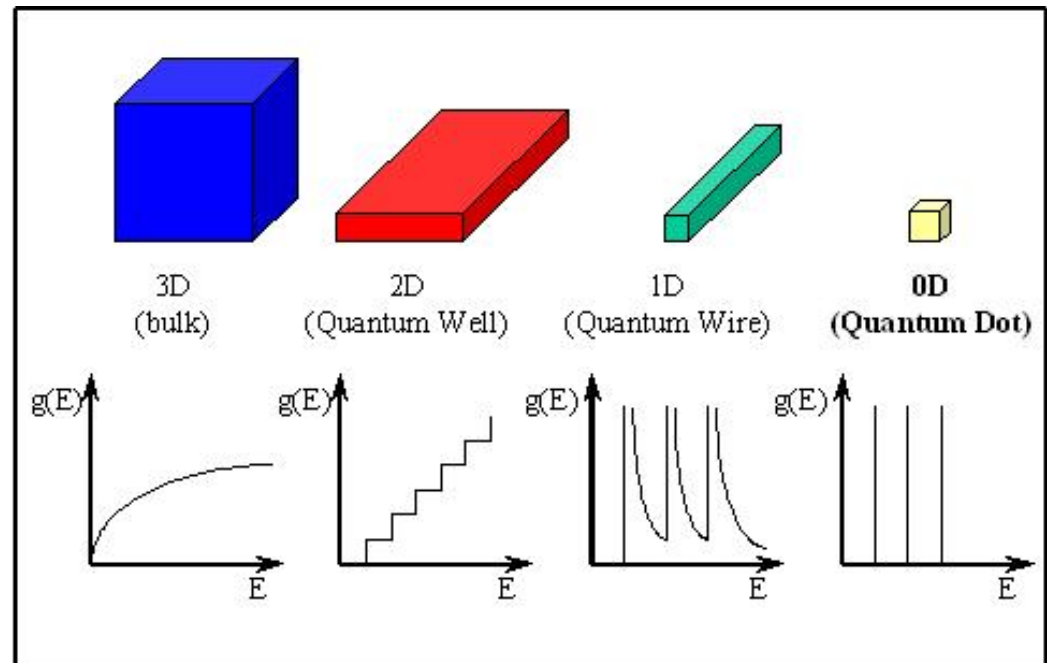 3D
(bulk)
2D
(Quantum Well)
1D
(Quantum Wire)
0D
(Quantum Dot)
g(E)
E
g(E)
E
g(E)
E
g(E)
E